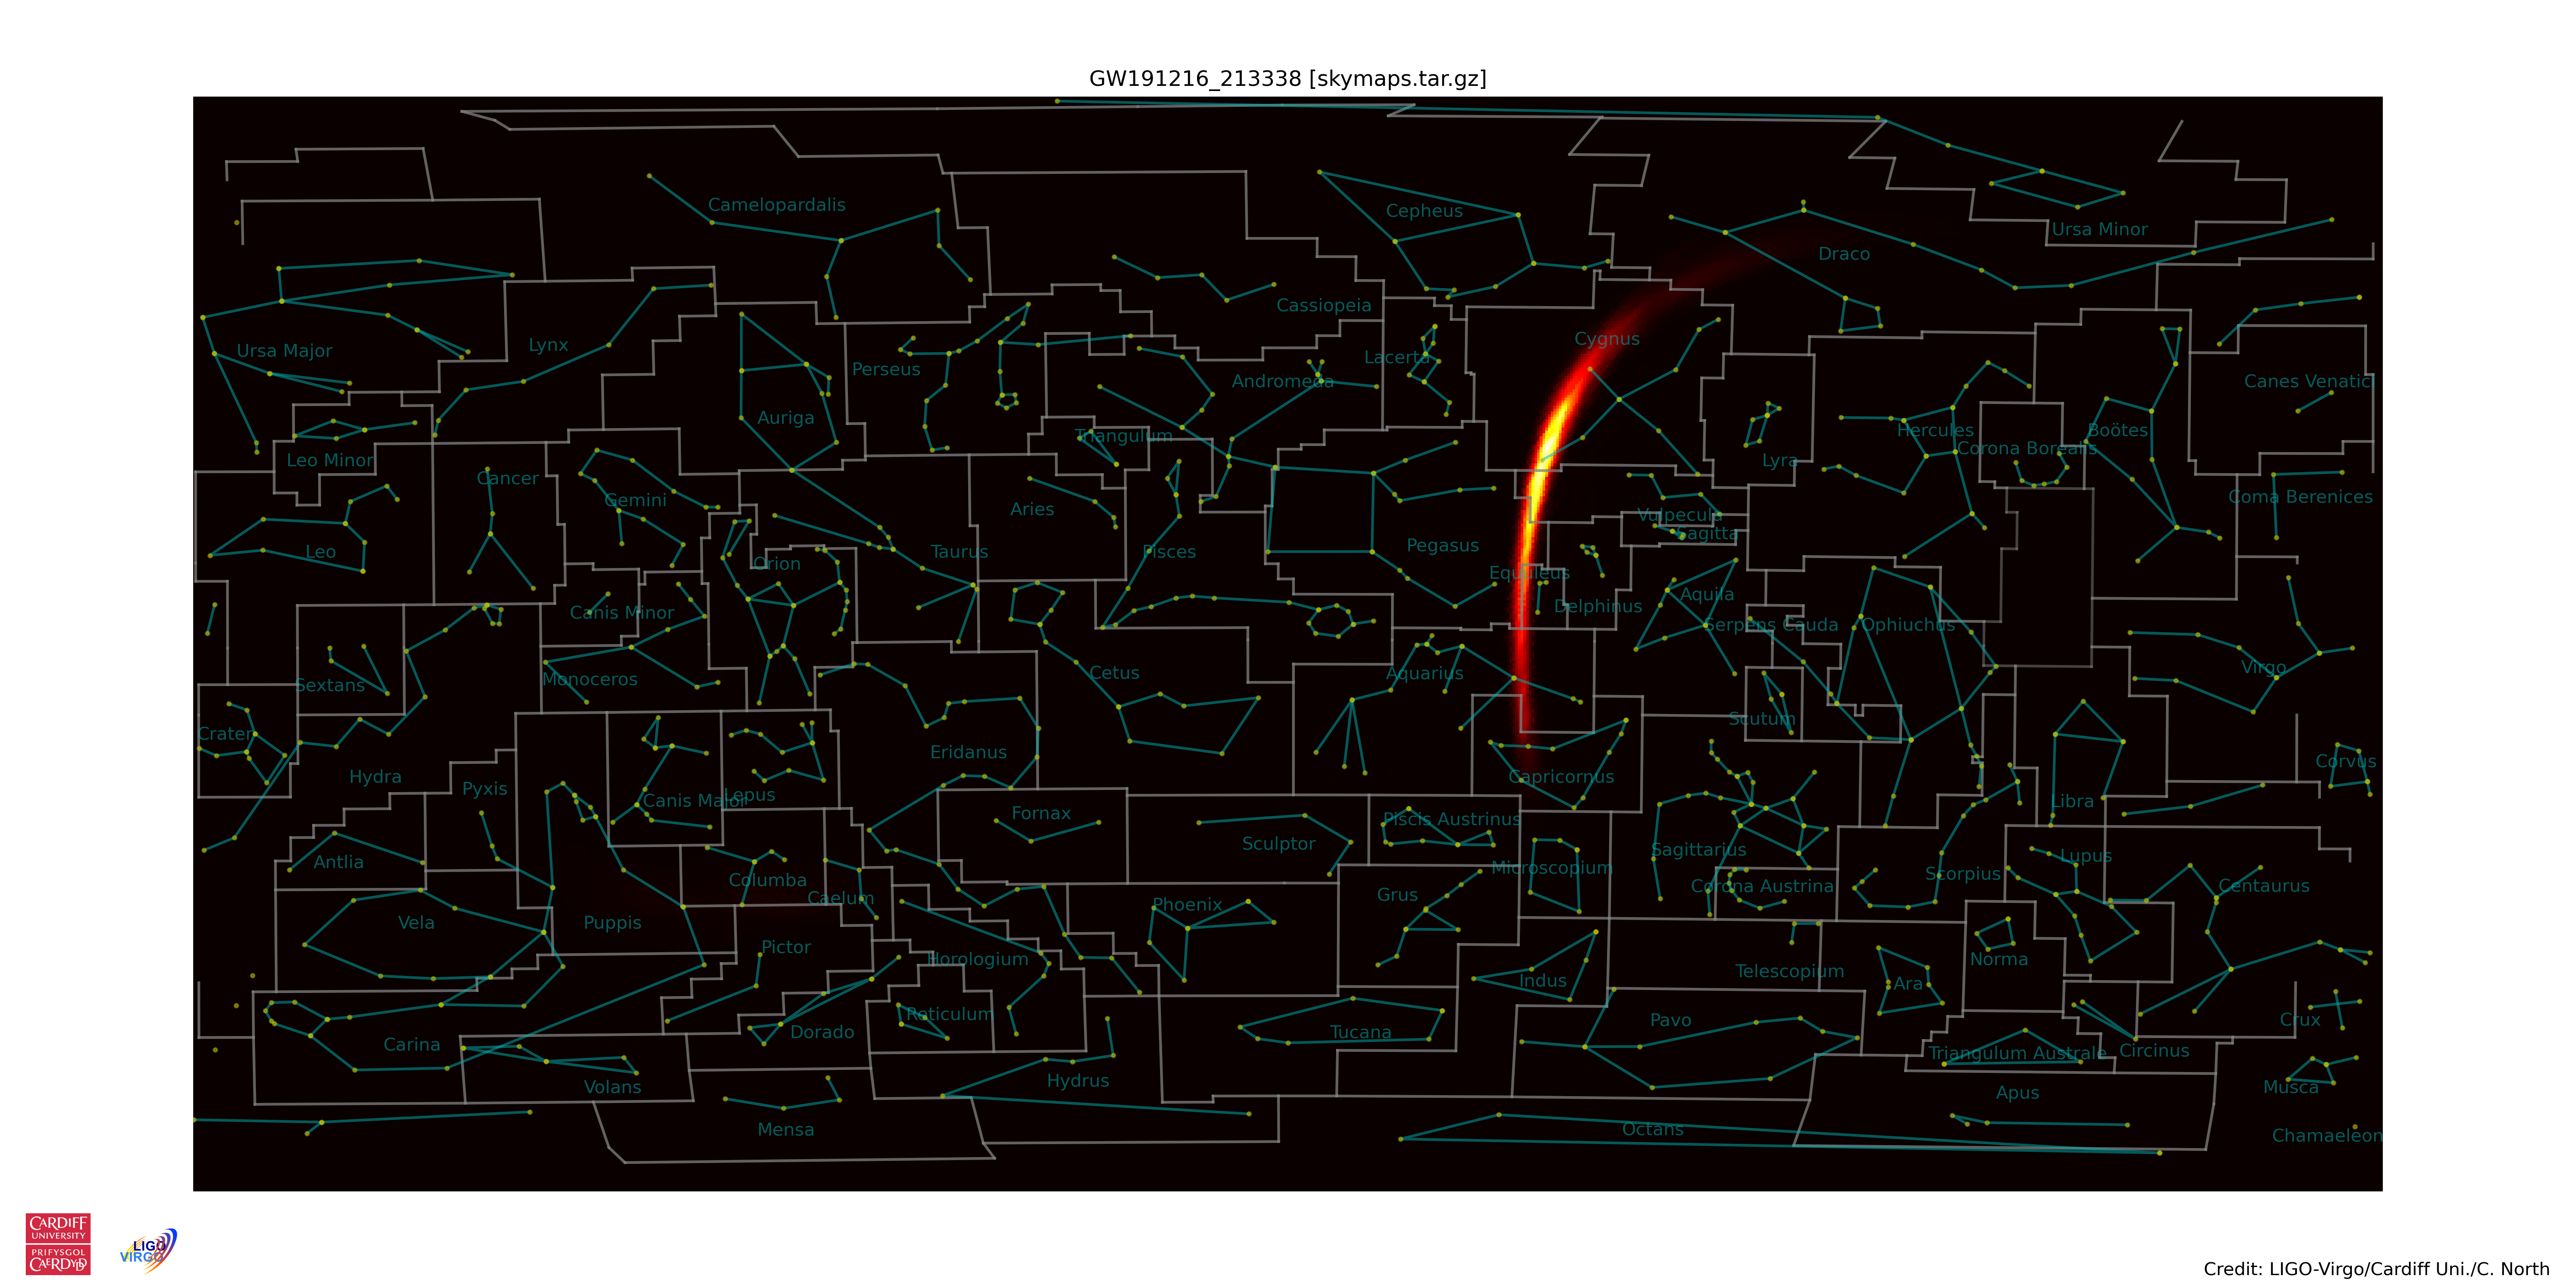 GW191216_213338 [skymaps.tar.gz]
Camelopardalis
Cepheus
Ursa Minor
Draco
Cassiopeia
Cygnus
Ursa Major
Lynx
Lacerta
Perseus
Andromeda
Canes Venatici
Auriga
Triangulum
Hercules
Boötes
Corona Borealis
Leo Minor
Lyra
Cancer
Gemini
Coma Berenices
Aries
Vulpecula
Sagitta
Leo
Taurus
Pisces
Pegasus
Orion
Equuleus
Aquila
Delphinus
Canis Minor
Serpens Cauda
Ophiuchus
Virgo
Cetus
Aquarius
Monoceros
Sextans
Scutum
Crater
Eridanus
Corvus
Hydra
Capricornus
Pyxis
Lepus
Canis Major
Libra
Fornax
Piscis Austrinus
Sculptor
Sagittarius
Lupus
Antlia
Microscopium
Scorpius
Columba
Corona Austrina
Centaurus
Caelum
Grus
Phoenix
Vela
Puppis
Pictor
Horologium
Norma
Telescopium
Indus
Ara
Reticulum
Pavo
Crux
Dorado
Tucana
Carina
Circinus
Triangulum Australe
Hydrus
Volans
Musca
Apus
Mensa
Octans
Chamaeleon
CARDIFF
UNIVERSITY
PRIFYSGOL
CAERDYDD
LIGO
VIRGO
Credit: LIGO-Virgo/Cardiff Uni./C. North